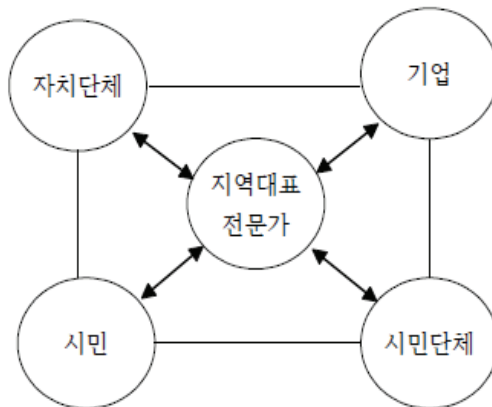 자치단체
기업
지역대표
전문가
시민
시민단체